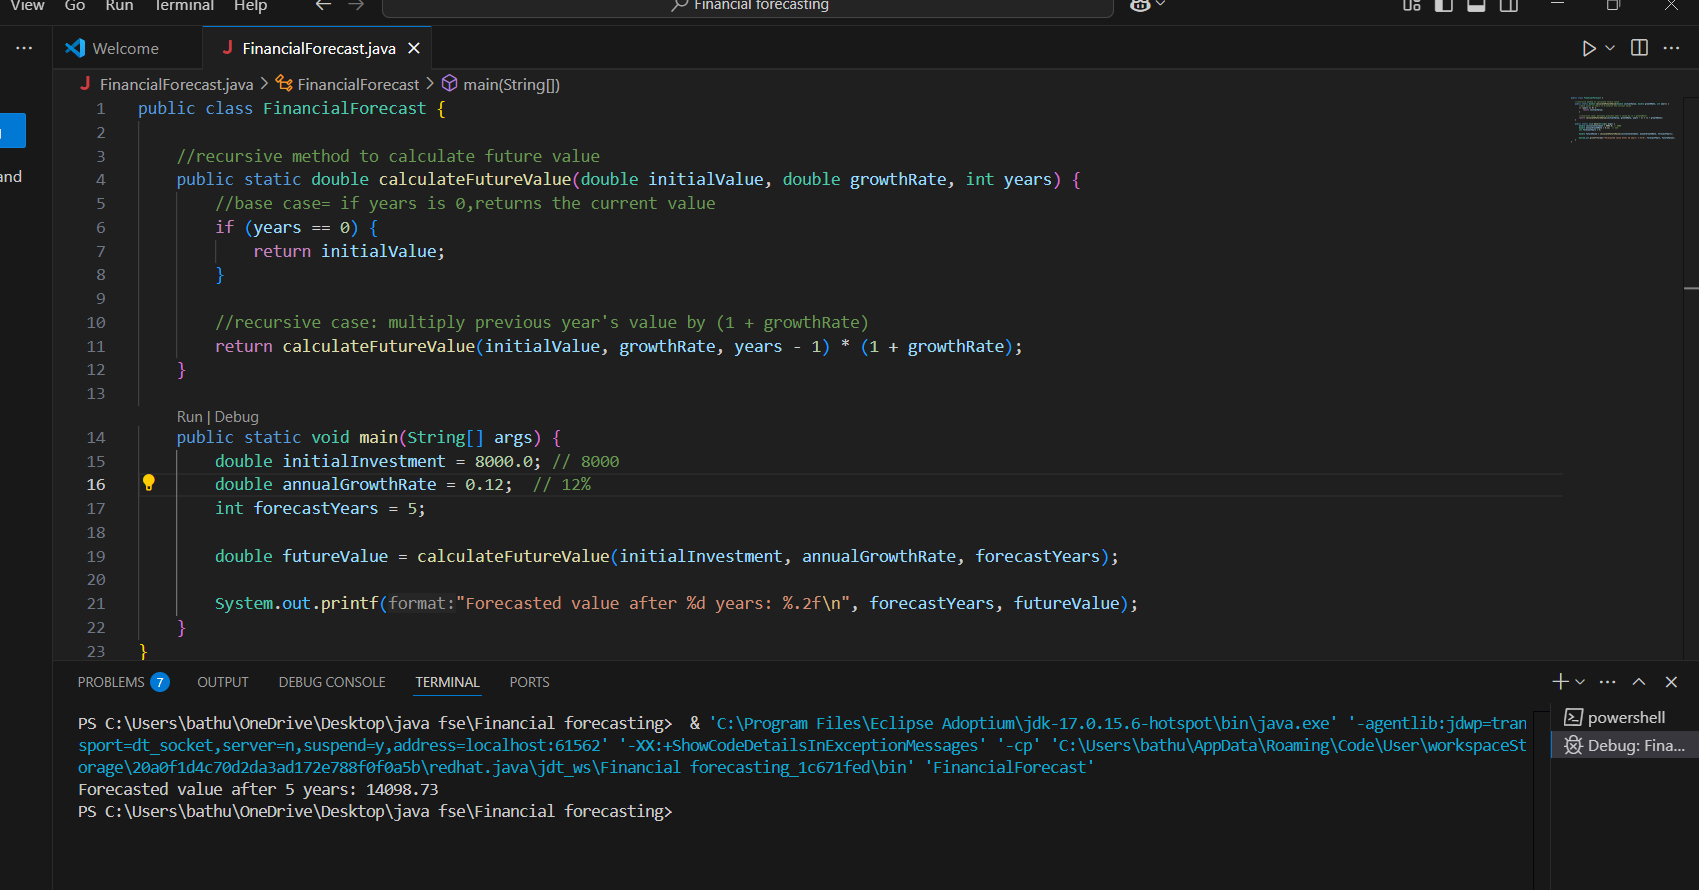 View Go Run Terminal Help Financial forecasting
Welcome FinancialForecast.java
FinancialForecast.java > FinancialForecast > main(String[])
1 public class FinancialForecast {
2
3 //recursive method to calculate future value
4 public static double calculateFutureValue(double initialValue, double growthRate, int years) {
5 //base case= if years is 0,returns the current value
6 if (years == 0) {
7 return initialValue;
8 }
9
10 //recursive case: multiply previous year's value by (1 + growthRate)
11 return calculateFutureValue(initialValue, growthRate, years - 1) * (1 + growthRate);
12 }
13
Run | Debug
14 public static void main(String[] args) {
15 double initialInvestment = 8000.0; // 8000
16 double annualGrowthRate = 0.12; // 12%
17 int forecastYears = 5;
18
19 double futureValue = calculateFutureValue(initialInvestment, annualGrowthRate, forecastYears);
20
21 System.out.printf(format:"Forecasted value after %d years: %.2f\n", forecastYears, futureValue);
22 }
23 }
and
PROBLEMS 7 OUTPUT DEBUG CONSOLE TERMINAL PORTS
PS C:\Users\bathu\OneDrive\Desktop\java fse\Financial forecasting> & 'C:\Program Files\Eclipse Adoptium\jdk-17.0.15.6-hotspot\bin\java.exe' '-agentlib:jdwp=tran
sport=dt_socket,server=n,suspend=y,address=localhost:61562' '-XX:+ShowCodeDetailsInExceptionMessages' '-cp' 'C:\Users\bathu\AppData\Roaming\Code\User\workspaceSt
orage\20a0f1d4c70d2da3ad172e788f0f0a5b\redhat.java\jdt_ws\Financial forecasting_1c671fed\bin' 'FinancialForecast'
Forecasted value after 5 years: 14098.73
PS C:\Users\bathu\OneDrive\Desktop\java fse\Financial forecasting>
powershell
Debug: Fina...